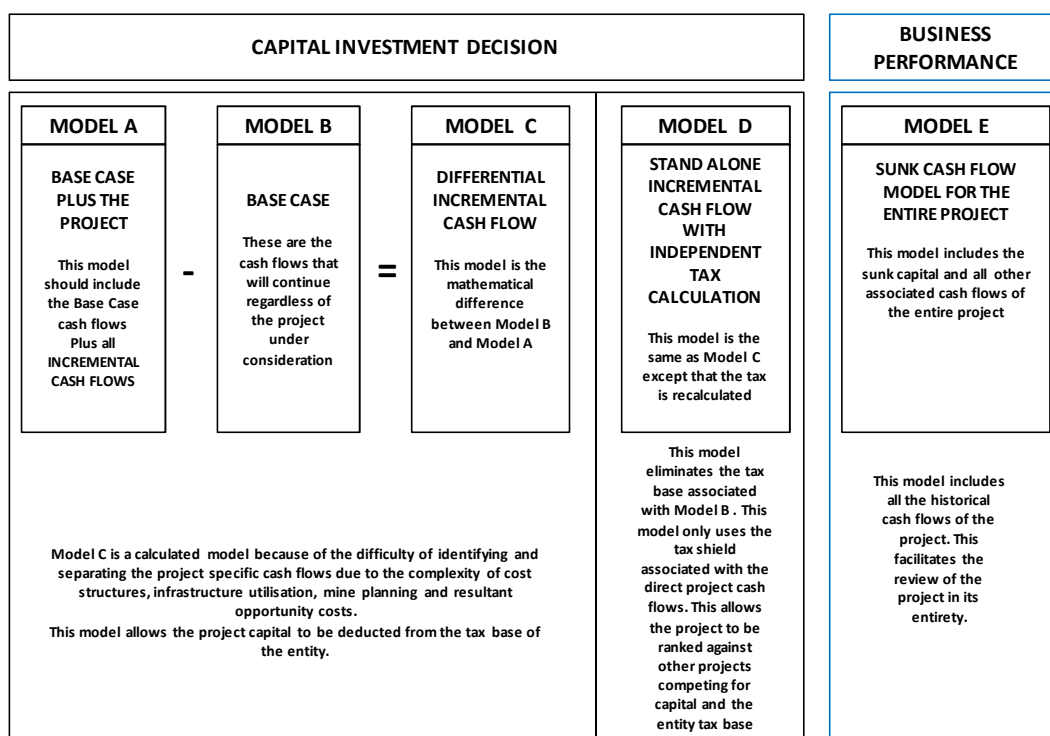 CAPITAL INVESTMENT DECISION
BUSINESS
PERFORMANCE
MODEL A
BASE CASE
PLUS THE
PROJECT
This model
should include
the Base Case
cash flows
Plus all
INCREMENTAL
CASH FLOWS
-
MODEL B
BASE CASE
These are the
cash flows that
will continue
regardless of
the project
under
consideration
=
MODEL C
DIFFERENTIAL
INCREMENTAL
CASH FLOW
This model is the
mathematical
difference
between Model B
and Model A
Model C is a calculated model because of the difficulty of identifying and
separating the project specific cash flows due to the complexity of cost
structures, infrastructure utilisation, mine planning and resultant
opportunity costs.
This model allows the project capital to be deducted from the tax base of
the entity.
MODEL D
STAND ALONE
INCREMENTAL
CASH FLOW
WITH
INDEPENDENT
TAX
CALCULATION
This model is the
same as Model C
except that the tax
is recalculated
This model
eliminates the tax
base associated
with Model B . This
model only uses the
tax shield
associated with the
direct project cash
flows. This allows
the project to be
ranked against
other projects
competing for
capital and the
entity tax base
MODEL E
SUNK CASH FLOW
MODEL FOR THE
ENTIRE PROJECT
This model includes the
sunk capital and all other
associated cash flows of
the entire project
This model includes
all the historical
cash flows of the
project. This
facilitates the
review of the
project in its
entirety.